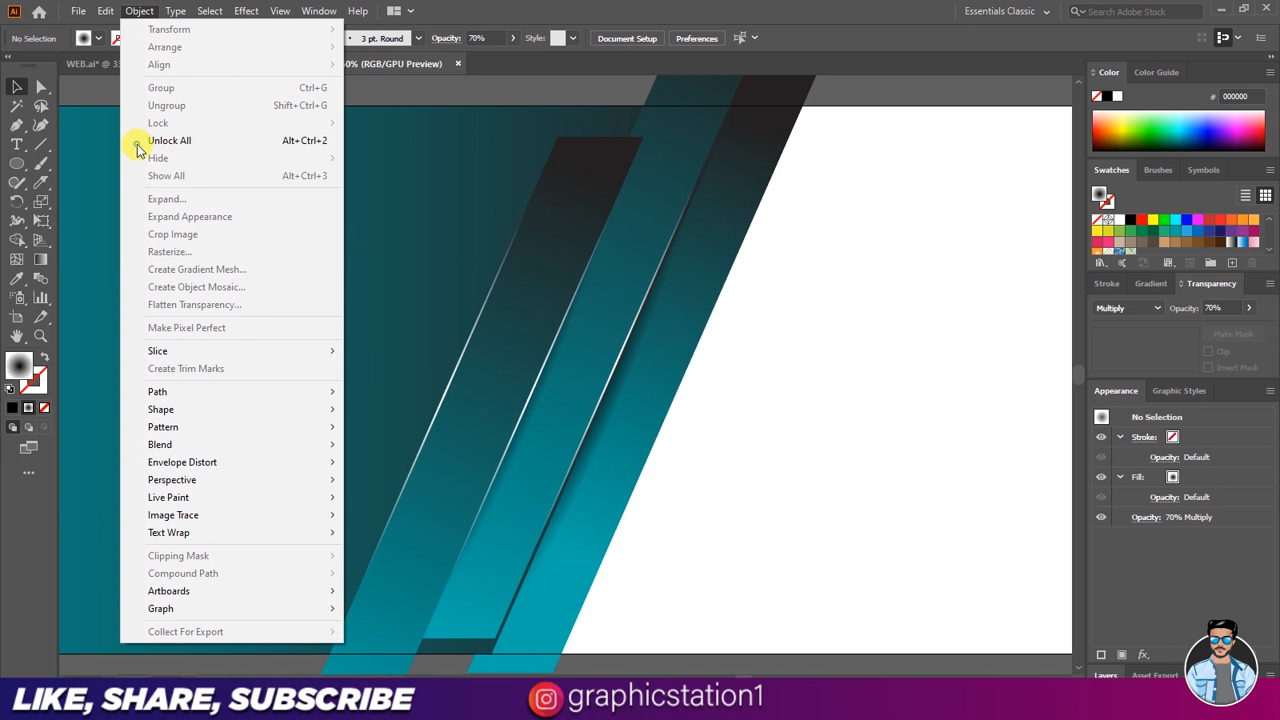 Ai
File
Edit
Object
Type
Select
Effect
View
Window
Help
Essentials Classic
Search Adobe Stock
No Selection
3 pt. Round
Opacity:
70%
Style:
Document Setup
Preferences
WEB.ai* @ 33
50% (RGB/GPU Preview)
Transform
Arrange
Align
Group Ctrl+G
Ungroup Shift+Ctrl+G
Lock
Unlock All Alt+Ctrl+2
Hide
Show All Alt+Ctrl+3
Expand...
Expand Appearance
Crop Image
Rasterize...
Create Gradient Mesh...
Create Object Mosaic...
Flatten Transparency...
Make Pixel Perfect
Slice
Create Trim Marks
Path
Shape
Pattern
Blend
Envelope Distort
Perspective
Live Paint
Image Trace
Text Wrap
Clipping Mask
Compound Path
Artboards
Graph
Collect For Export
Color
Color Guide
# 000000
Swatches
Brushes
Symbols
Stroke
Gradient
Transparency
Multiply
Opacity: 70%
Make Mask
Clip
Invert Mask
Appearance
Graphic Styles
No Selection
Stroke:
Opacity: Default
Fill:
Opacity: Default
Opacity: 70% Multiply
fx
Layers
Asset Export
LIKE, SHARE, SUBSCRIBE
graphicstation1